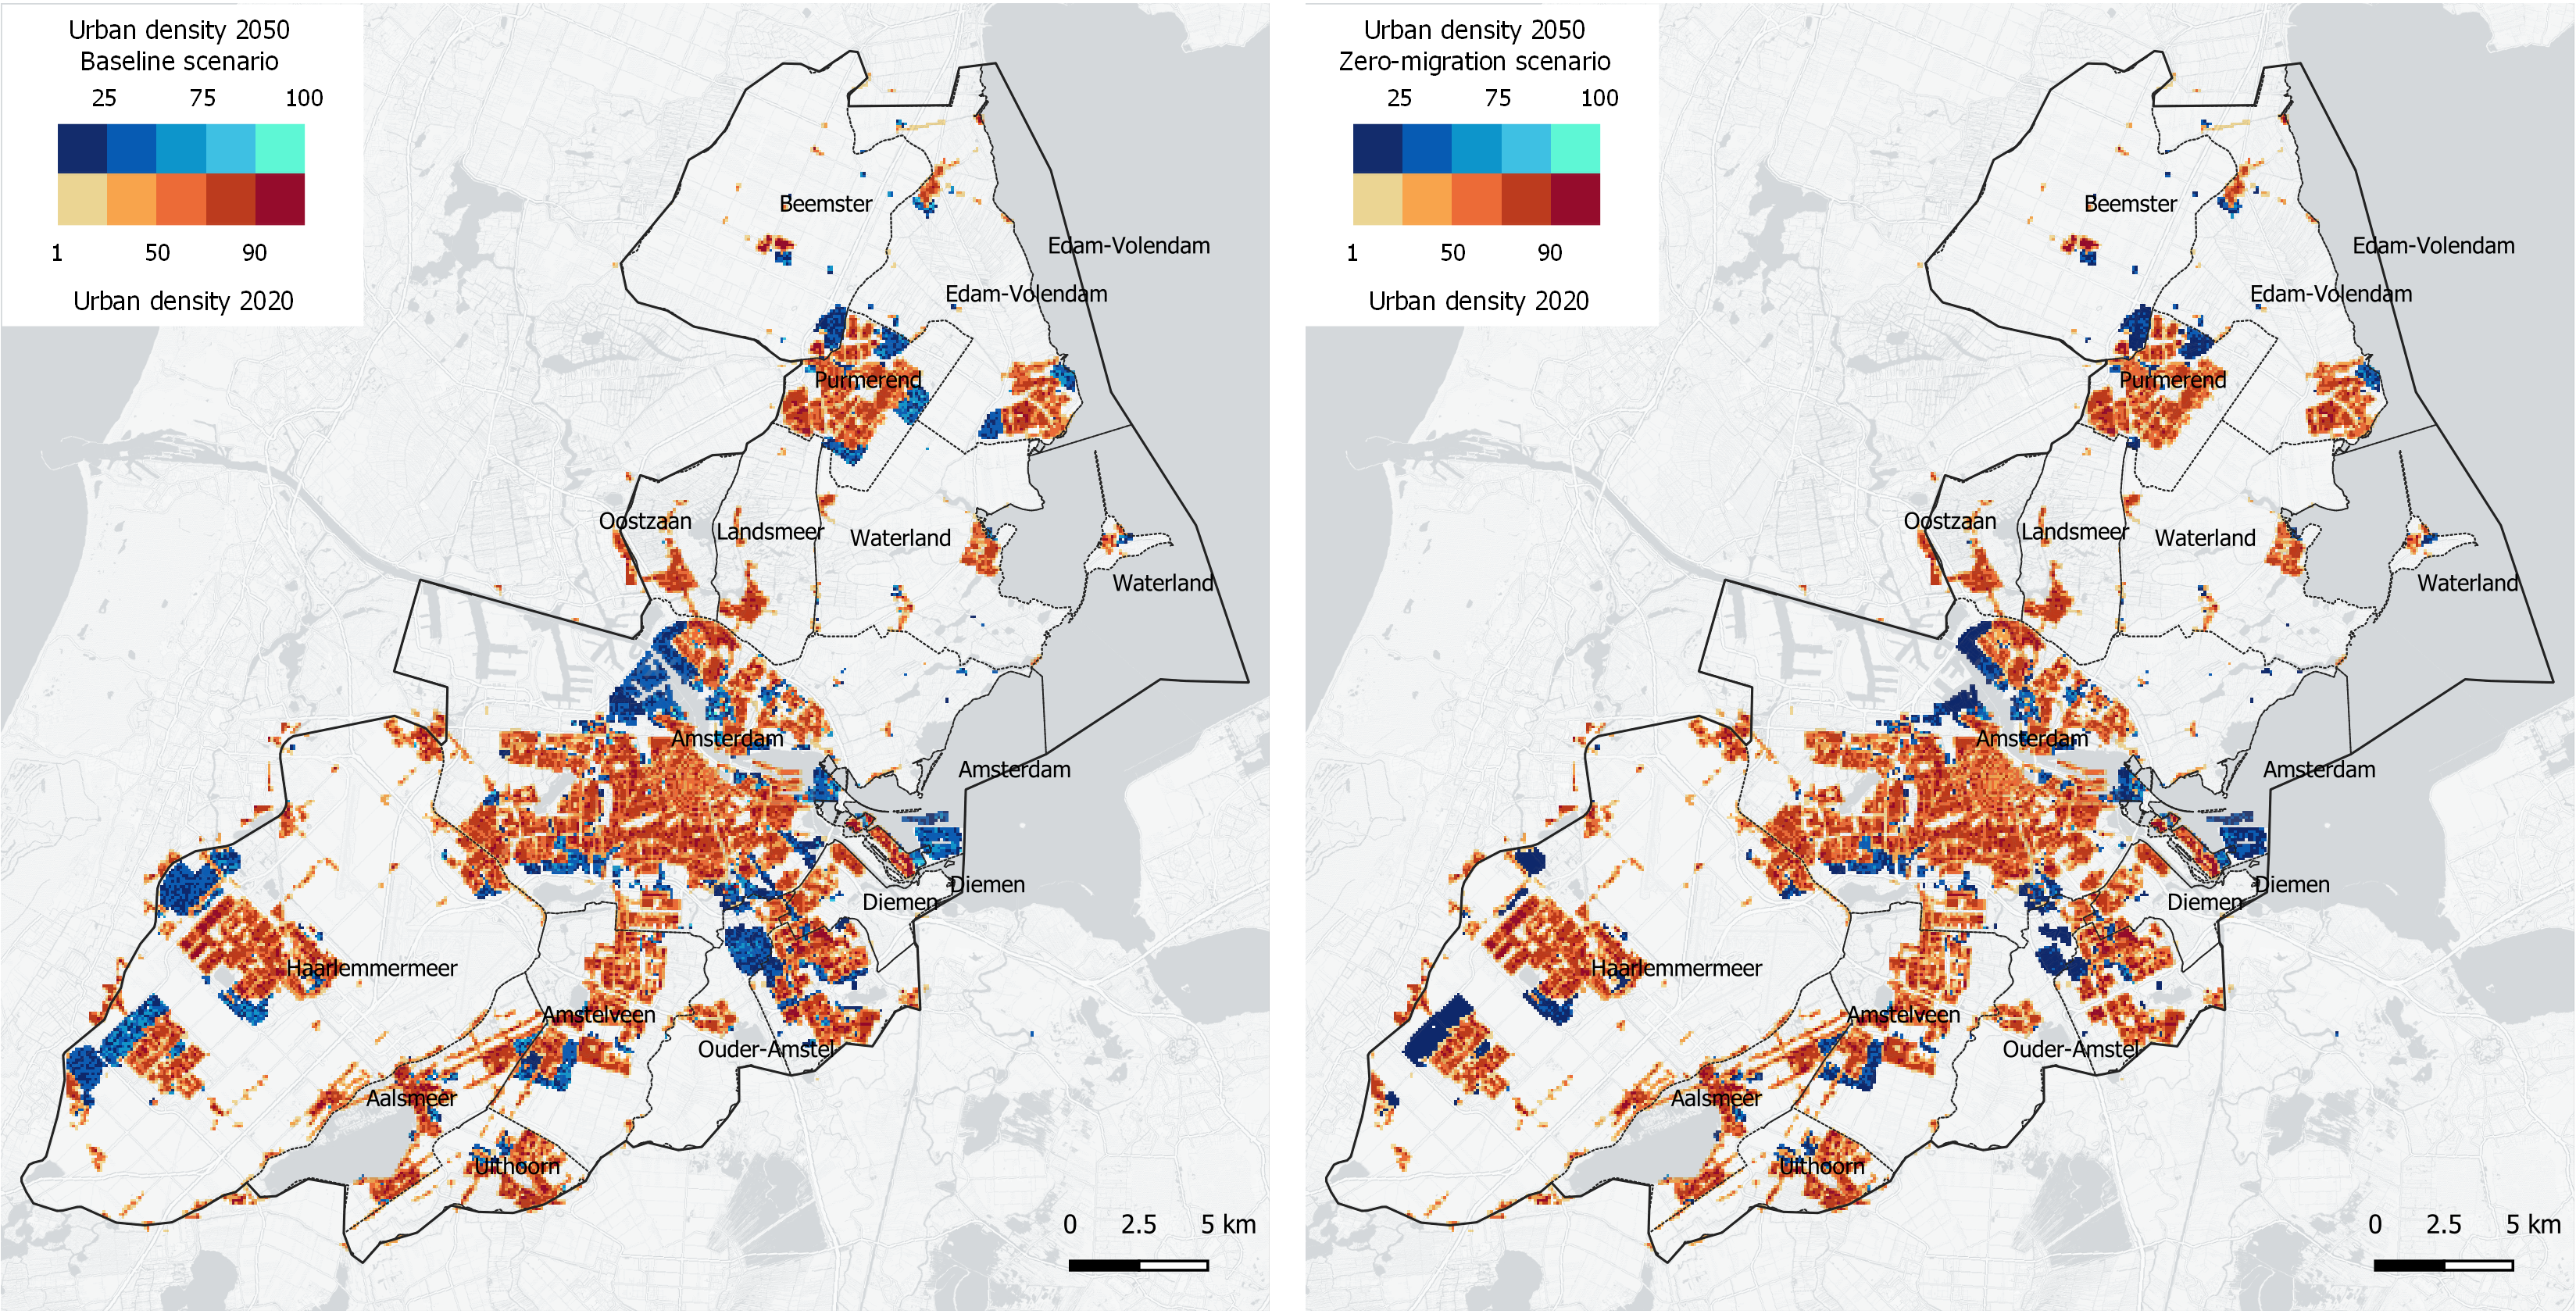 Urban density 2050
Baseline scenario
25 75 100
1 50 90
Urban density 2020
Beemster
Edam-Volendam
Edam-Volendam
Purmerend
Oostzaan
Landsmeer
Waterland
Waterland
Amsterdam
Amsterdam
Diemen
Diemen
Haarlemmermeer
Amstelveen
Ouder-Amstel
Aalsmeer
Uithoorn
0 2.5 5 km
Urban density 2050
Zero-migration scenario
25 75 100
1 50 90
Urban density 2020
Beemster
Edam-Volendam
Edam-Volendam
Purmerend
Oostzaan
Landsmeer
Waterland
Waterland
Amsterdam
Amsterdam
Diemen
Diemen
Haarlemmermeer
Amstelveen
Ouder-Amstel
Aalsmeer
Uithoorn
0 2.5 5 km